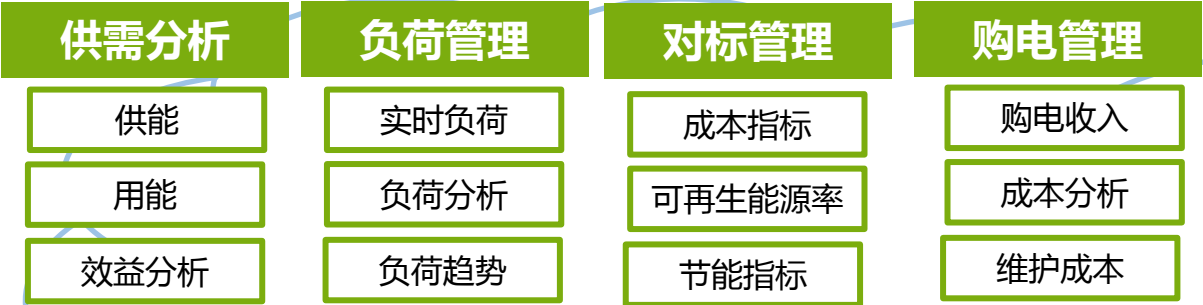 供需分析
供能
用能
效益分析
负荷管理
实时负荷
负荷分析
负荷趋势
对标管理
成本指标
可再生能源率
节能指标
购电管理
购电收入
成本分析
维护成本